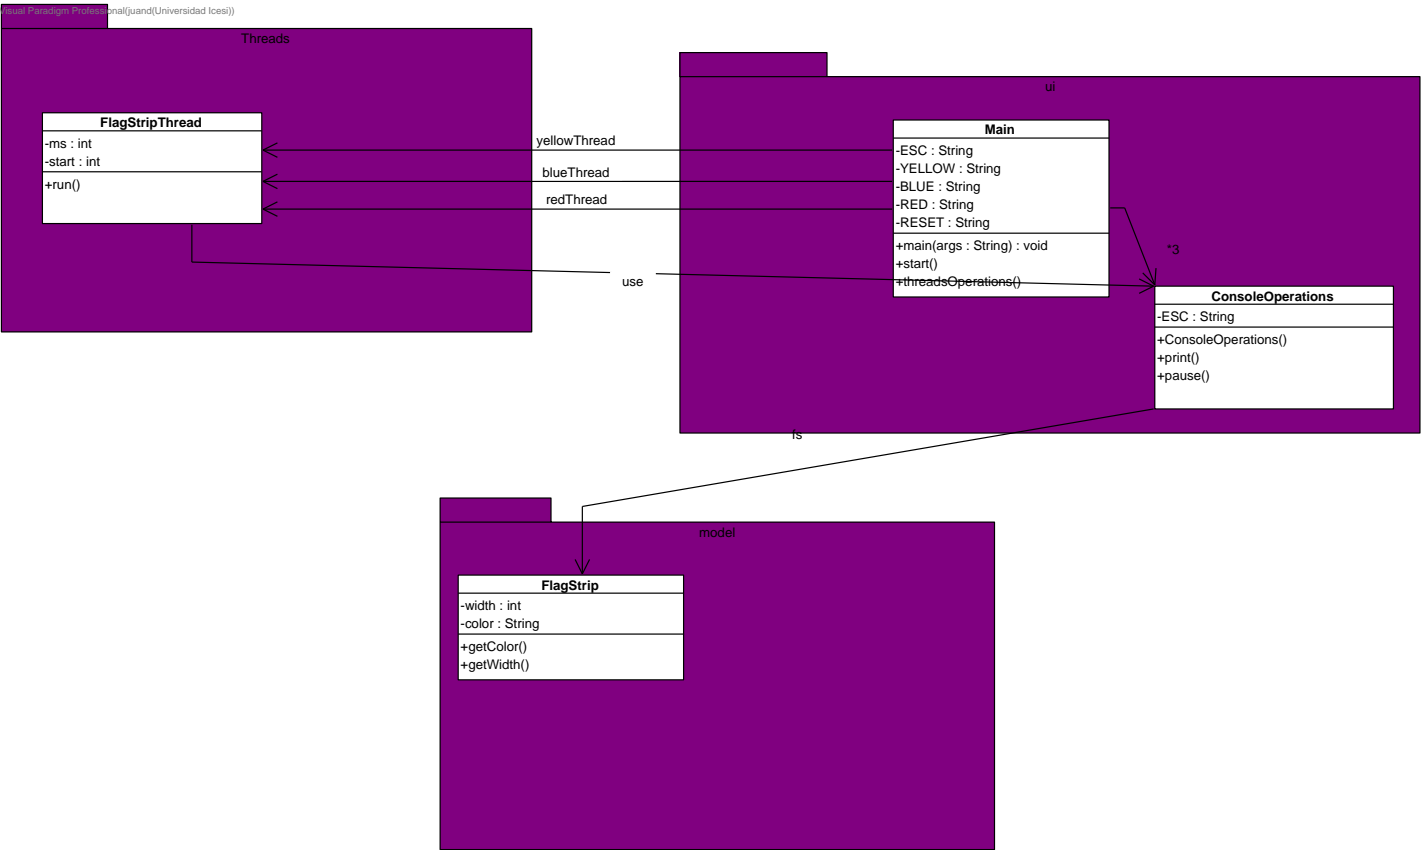 Visual Paradigm Professional(juand(Universidad Icesi))
Threads
FlagStripThread
-ms : int
-start : int
+run()
yellowThread
blueThread
redThread
use
ui
Main
-ESC : String
-YELLOW : String
-BLUE : String
-RED : String
-RESET : String
+main(args : String) : void
+start()
+threadsOperations()
*3
ConsoleOperations
-ESC : String
+ConsoleOperations()
+print()
+pause()
fs
model
FlagStrip
-width : int
-color : String
+getColor()
+getWidth()